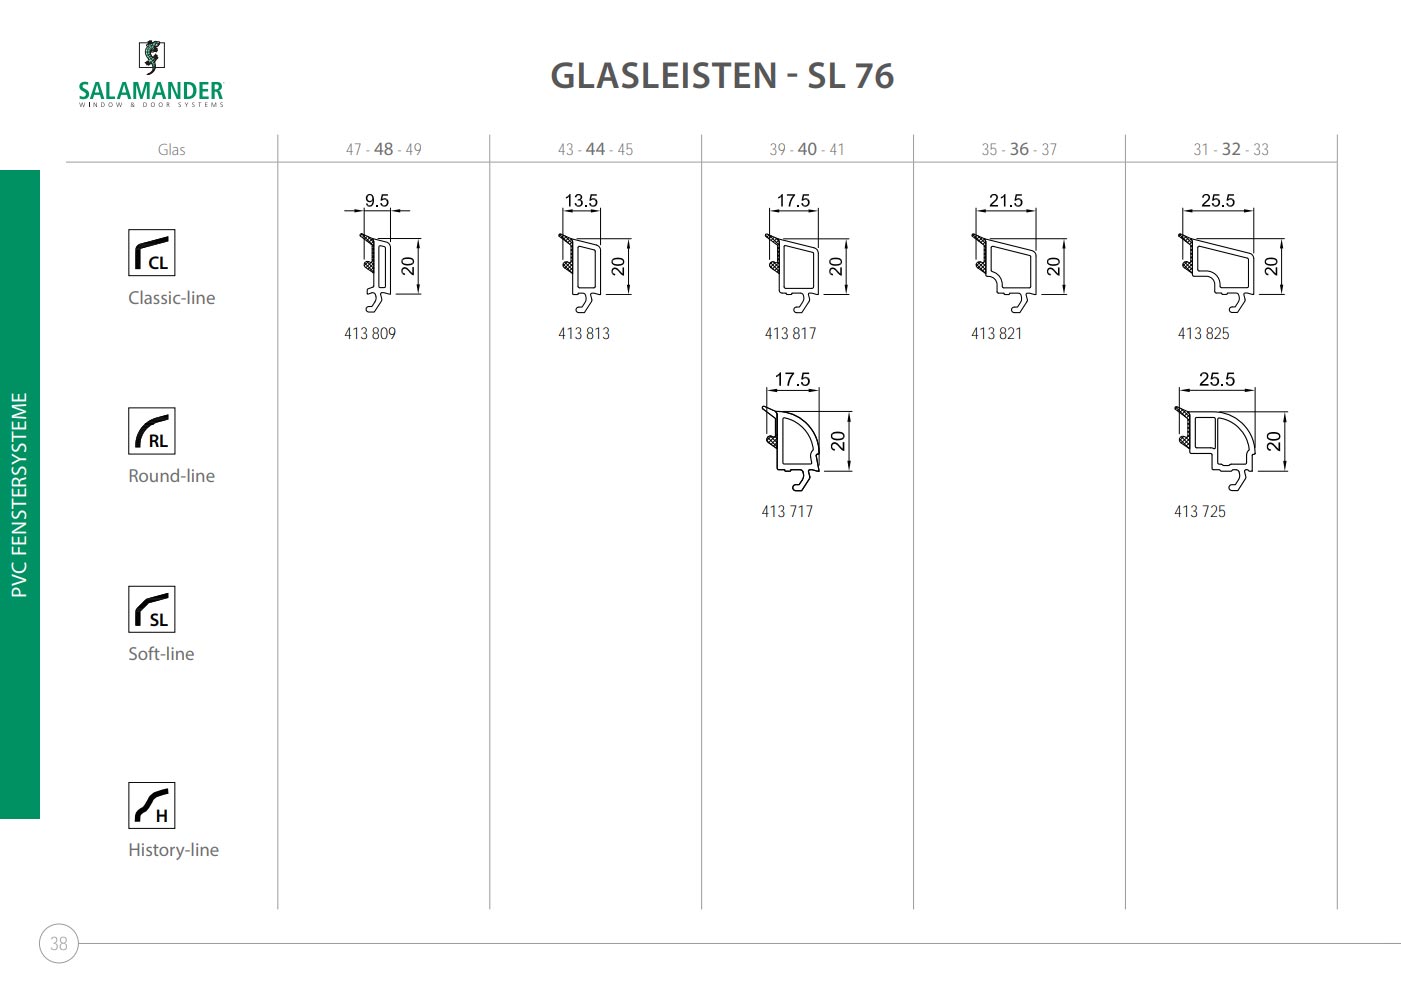 SALAMANDER
WINDOW & DOOR SYSTEMS
GLASLEISTEN - SL 76
Glas
47 - 48 - 49
43 - 44 - 45
39 - 40 - 41
35 - 36 - 37
31 - 32 - 33
CL
Classic-line
9.5
20
413 809
13.5
20
413 813
17.5
20
413 817
21.5
20
413 821
25.5
20
413 825
RL
Round-line
17.5
20
413 717
25.5
20
413 725
SL
Soft-line
H
History-line
PVC FENSTERSYSTEME
38